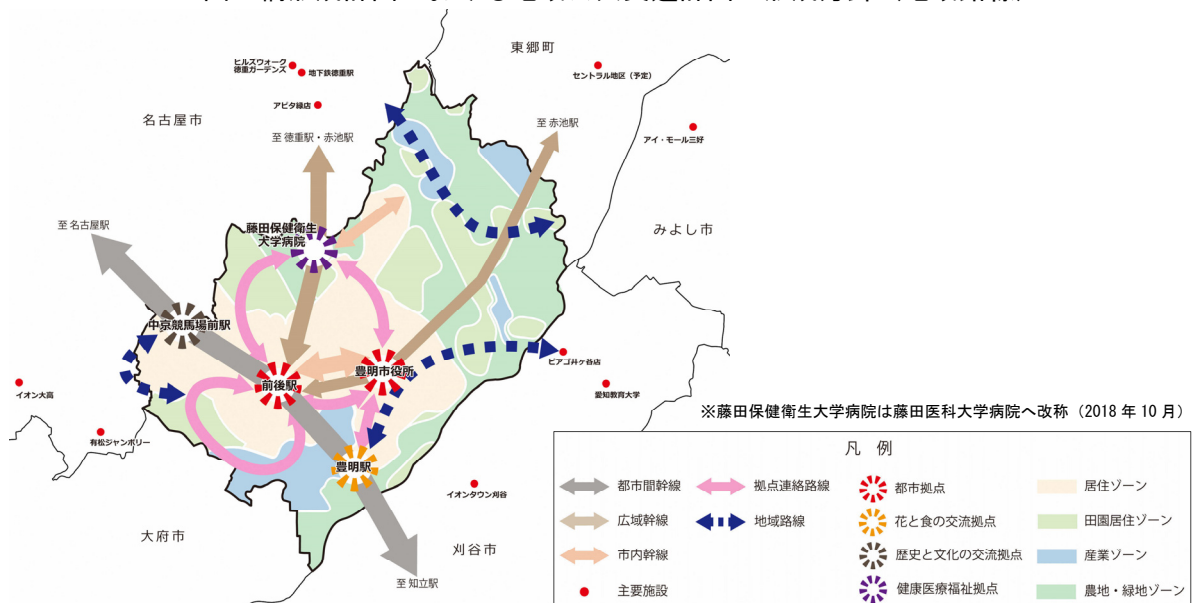 東郷町
ヒルズウォーク
徳重ガーデンズ
地下鉄徳重駅
セントラル地区（予定）
アピタ緑店
名古屋市
至 徳重駅・赤池駅
至 赤池駅
アイ・モール三好
至 名古屋駅
藤田保健衛生
大学病院
みよし市
中京競馬場前駅
前後駅
豊明市役所
ピアゴ井ヶ谷店
イオン大高
愛知教育大学
※藤田保健衛生大学病院は藤田医科大学病院へ改称（2018 年 10 月）
有松ジャンボリー
豊明駅
イオンタウン刈谷
大府市
刈谷市
至 知立駅
凡 例
都市間幹線
拠点連絡路線
都市拠点
居住ゾーン
広域幹線
地域路線
花と食の交流拠点
田園居住ゾーン
市内幹線
歴史と文化の交流拠点
産業ゾーン
主要施設
健康医療福祉拠点
農地・緑地ゾーン